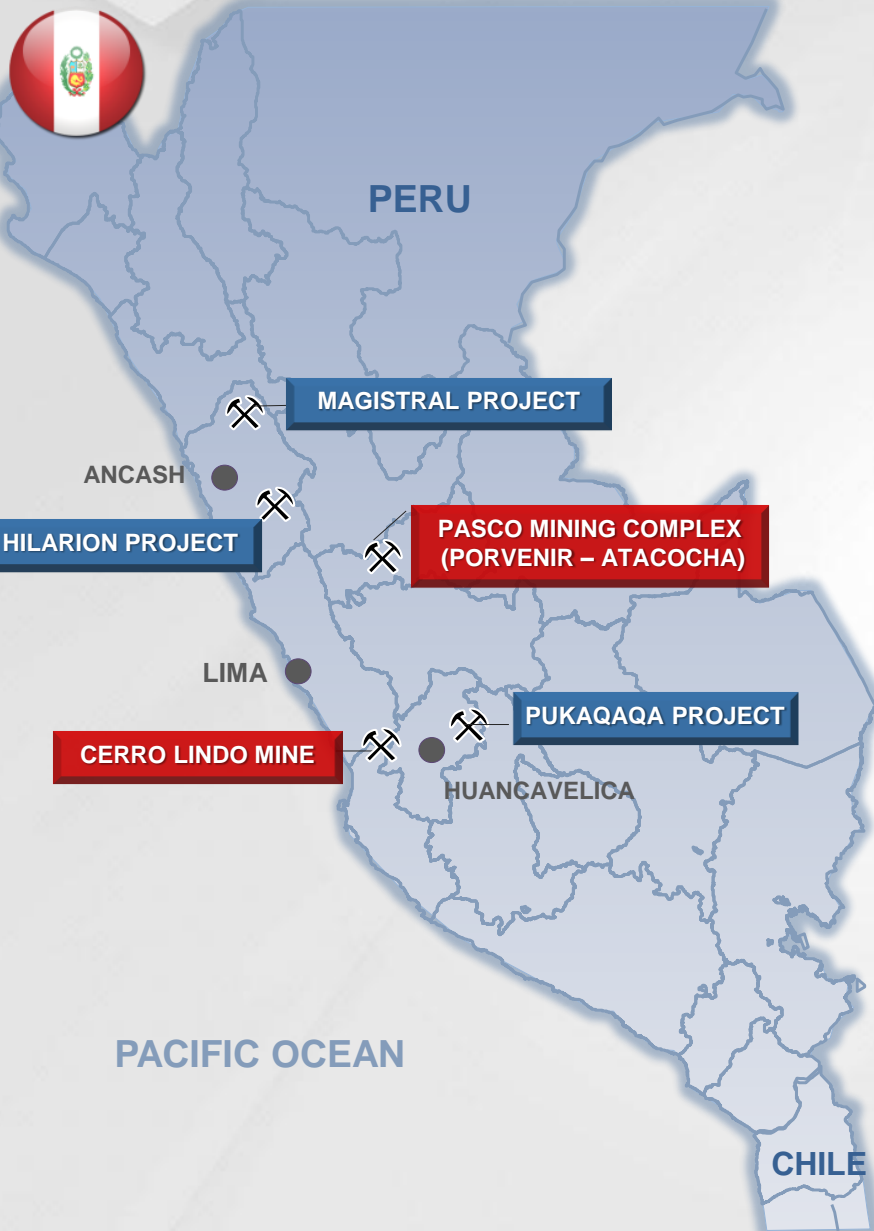 PERU
MAGISTRAL PROJECT
ANCASH
HILARION PROJECT
PASCO MINING COMPLEX
(PORVENIR – ATACOCHA)
LIMA
PUKAQAQA PROJECT
CERRO LINDO MINE
HUANCAVELICA
PACIFIC OCEAN
CHILE